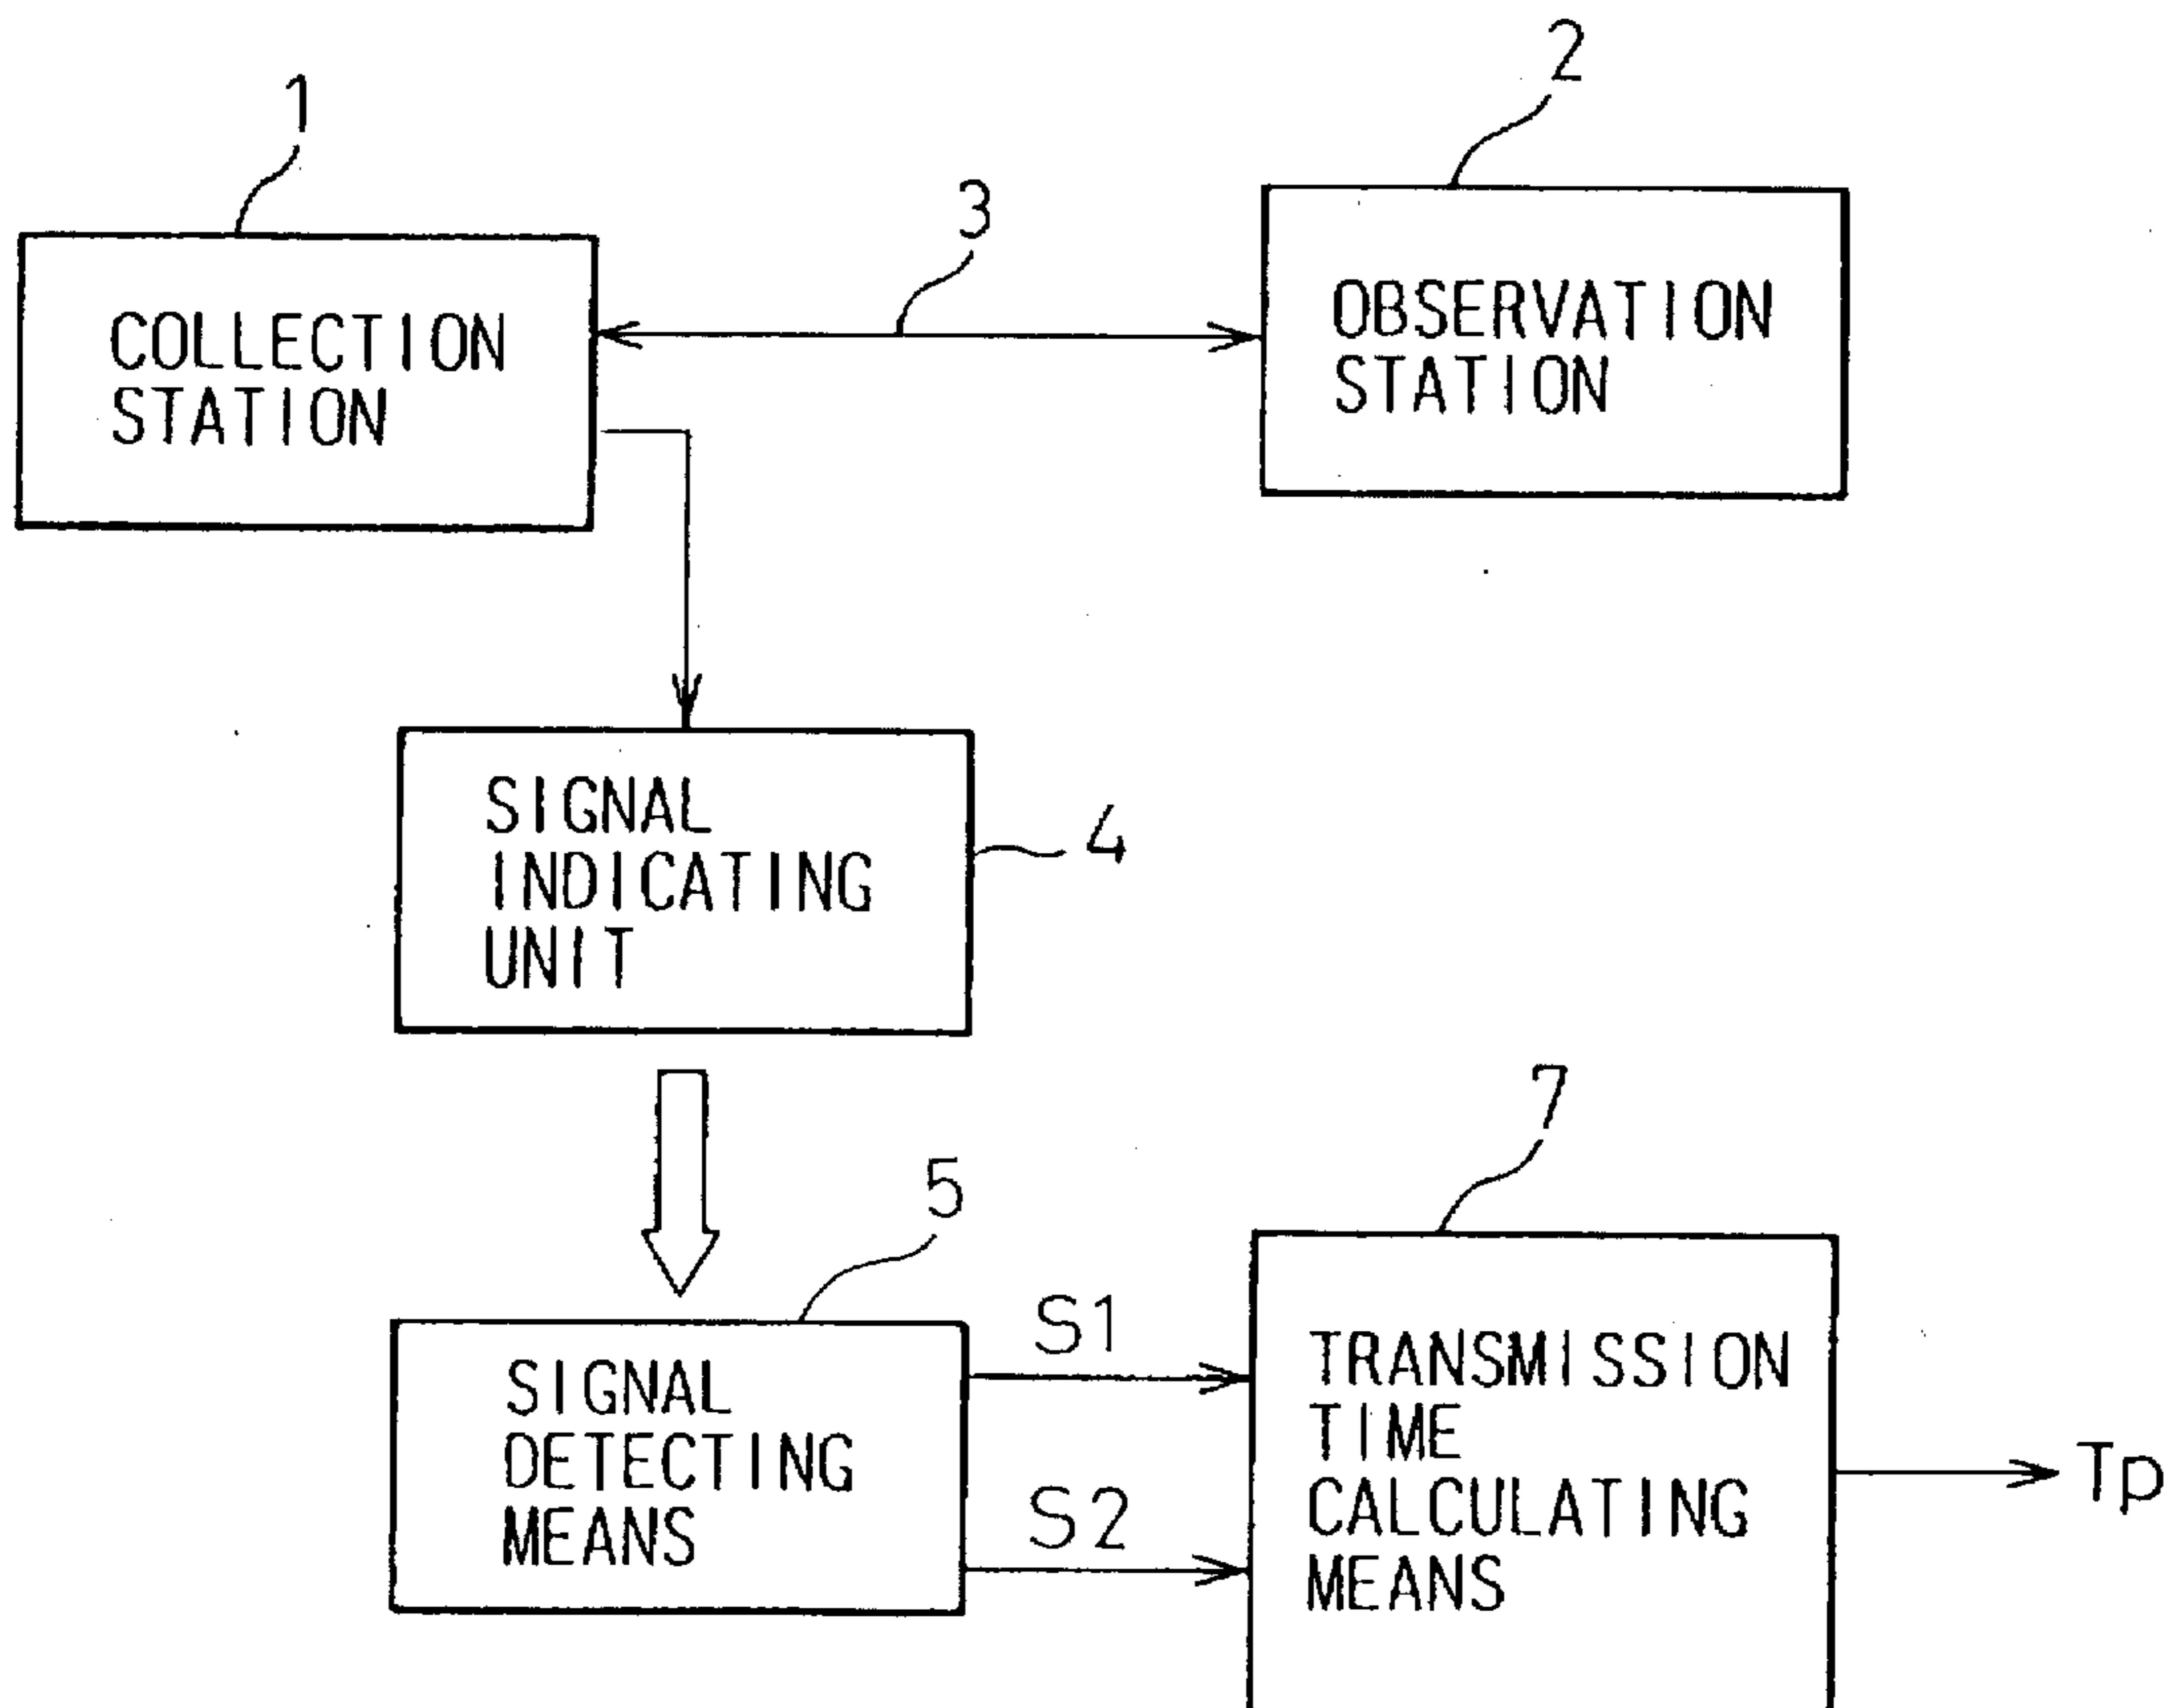 1
2
3
COLLECTION
STATION
OBSERVATION
STATION
SIGNAL
INDICATING
UNIT
4
5
7
SIGNAL
DETECTING
MEANS
S1
S2
TRANSMISSION
TIME
CALCULATING
MEANS
Tp